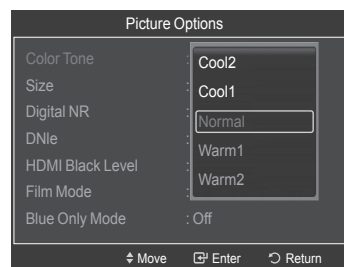 Picture Options
Color Tone :
Cool2
Size :
Cool1
Digital NR :
Normal
DNIe :
Warm1
HDMI Black Level :
Warm2
Film Mode :
Blue Only Mode : Off
Move Enter Return